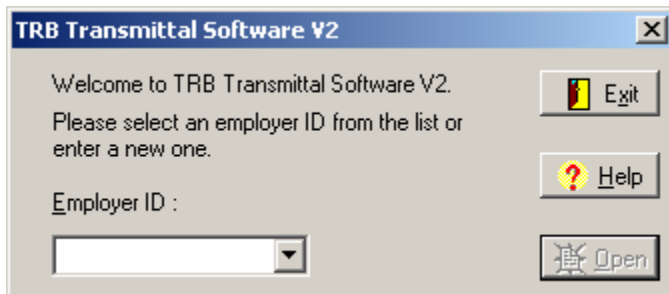 TRB Transmittal Software V2
Welcome to TRB Transmittal Software V2.
Please select an employer ID from the list or
enter a new one.
Employer ID :
Exit
Help
Open